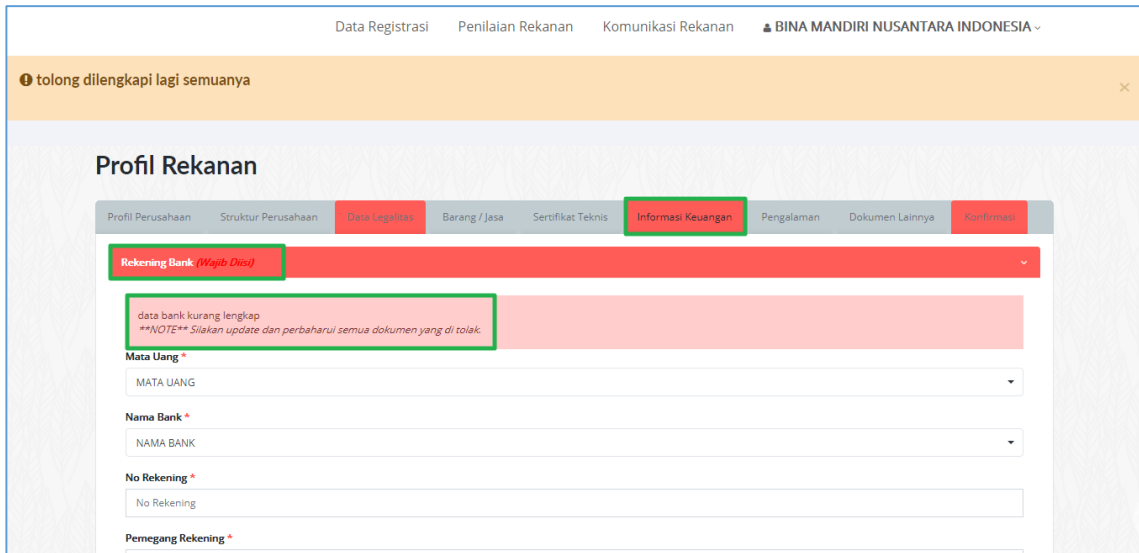 Data Registrasi Penilaian Rekanan Komunikasi Rekanan BINA MANDIRI NUSANTARA INDONESIA
tolong dilengkapi lagi semuanya
×
Profil Rekanan
Profil Perusahaan Struktur Perusahaan Data Legalitas Barang / Jasa Sertifikat Teknis Informasi Keuangan Pengalaman Dokumen Lainnya Konfirmasi
Rekening Bank (Wajib Diisi)
data bank kurang lengkap
**NOTE** Silakan update dan perbaharui semua dokumen yang di tolak.
Mata Uang *
MATA UANG
Nama Bank *
NAMA BANK
No Rekening *
No Rekening
Pemegang Rekening *